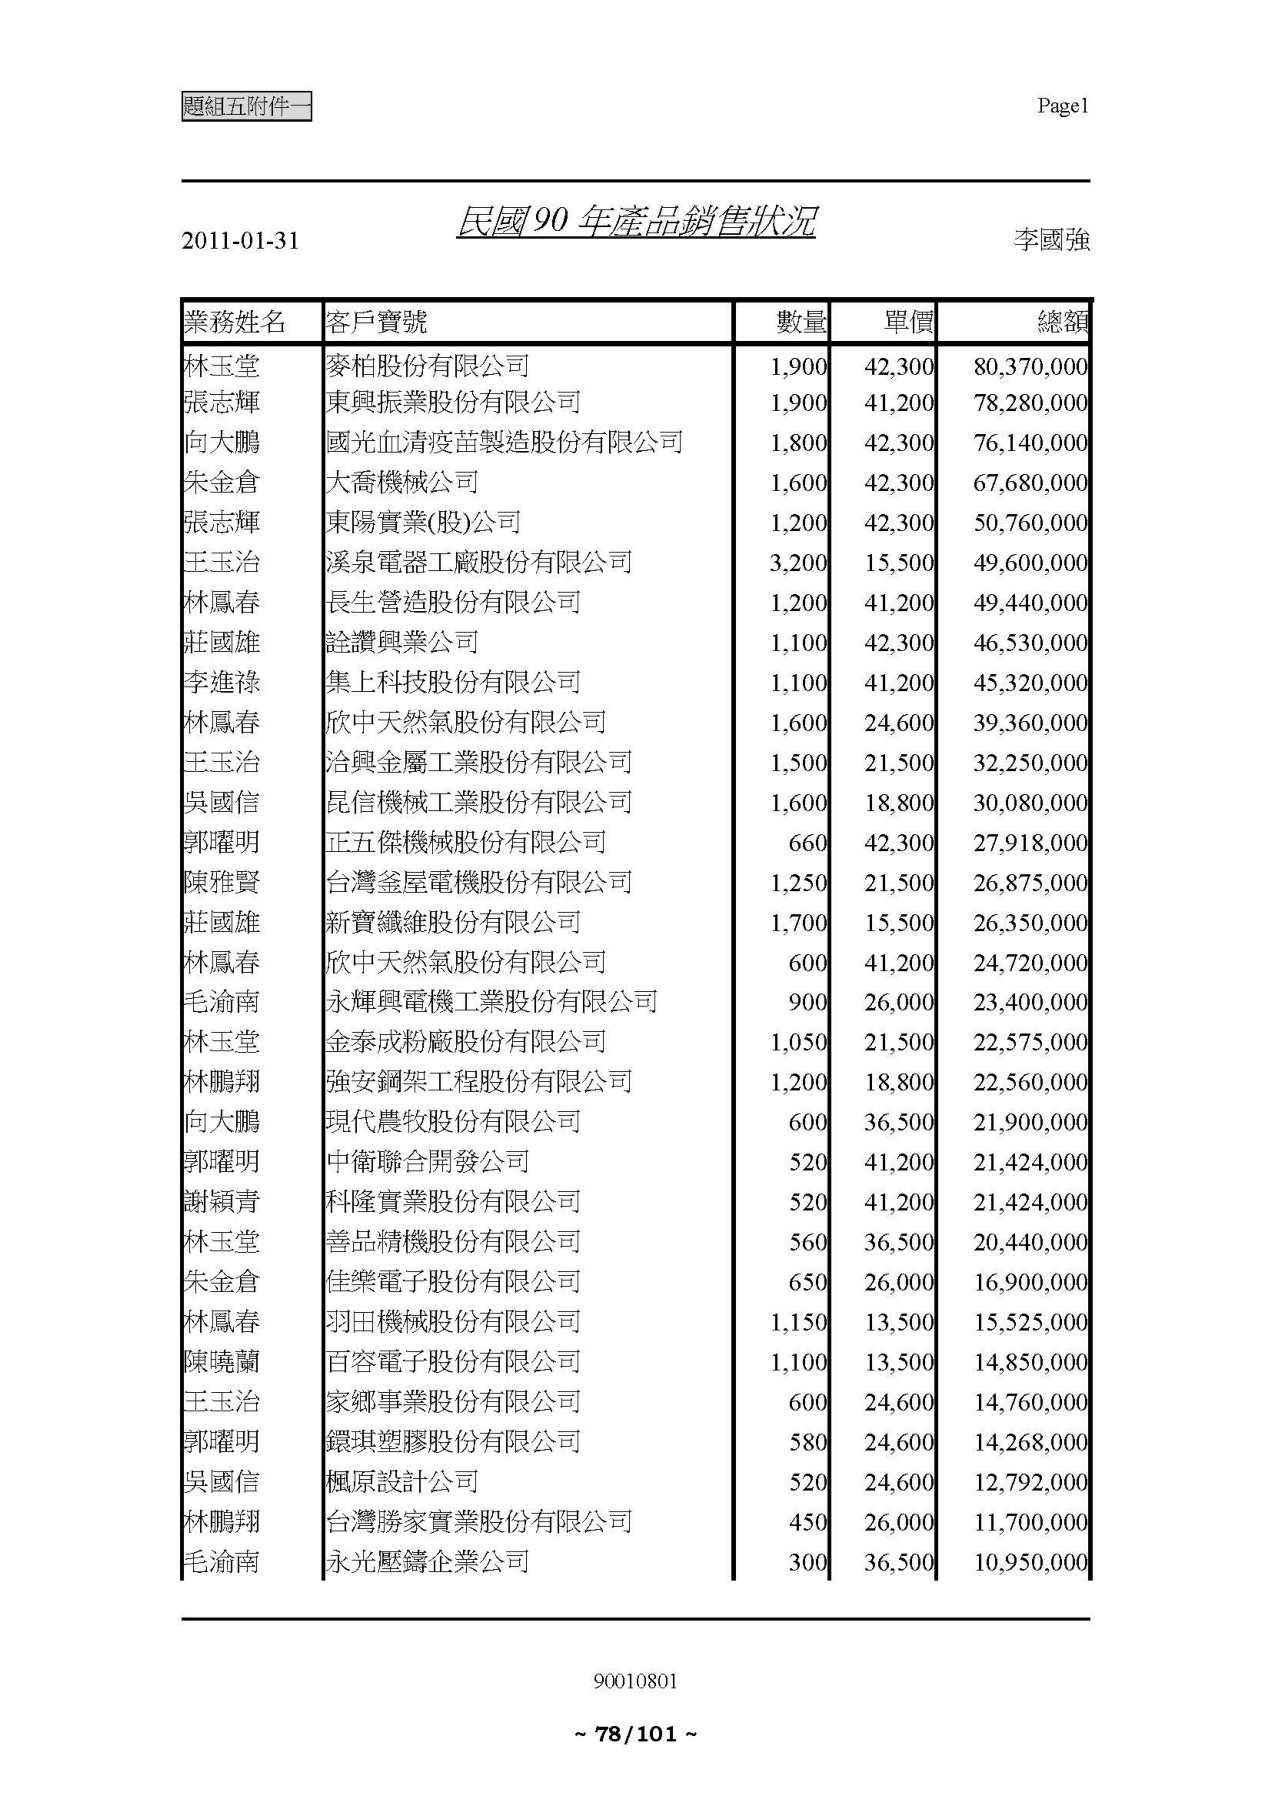 題組五附件一 Page1
民國90 年產品銷售狀況
2011-01-31 李國強
業務姓名 客戶寶號 數量 單價 總額
林玉堂 麥柏股份有限公司 1,900 42,300 80,370,000
張志輝 東興振業股份有限公司 1,900 41,200 78,280,000
向大鵬 國光血清疫苗製造股份有限公司 1,800 42,300 76,140,000
朱金倉 大喬機械公司 1,600 42,300 67,680,000
張志輝 東陽實業(股)公司 1,200 42,300 50,760,000
王玉治 溪泉電器工廠股份有限公司 3,200 15,500 49,600,000
林鳳春 長生營造股份有限公司 1,200 41,200 49,440,000
莊國雄 詮讚興業公司 1,100 42,300 46,530,000
李進祿 集上科技股份有限公司 1,100 41,200 45,320,000
林鳳春 欣中天然氣股份有限公司 1,600 24,600 39,360,000
王玉治 洽興金屬工業股份有限公司 1,500 21,500 32,250,000
吳國信 昆信機械工業股份有限公司 1,600 18,800 30,080,000
郭曜明 正五傑機械股份有限公司 660 42,300 27,918,000
陳雅賢 台灣釜屋電機股份有限公司 1,250 21,500 26,875,000
莊國雄 新寶纖維股份有限公司 1,700 15,500 26,350,000
林鳳春 欣中天然氣股份有限公司 600 41,200 24,720,000
毛渝南 永輝興電機工業股份有限公司 900 26,000 23,400,000
林玉堂 金泰成粉廠股份有限公司 1,050 21,500 22,575,000
林鵬翔 強安鋼架工程股份有限公司 1,200 18,800 22,560,000
向大鵬 現代農牧股份有限公司 600 36,500 21,900,000
郭曜明 中衛聯合開發公司 520 41,200 21,424,000
謝穎青 科隆實業股份有限公司 520 41,200 21,424,000
林玉堂 善品精機股份有限公司 560 36,500 20,440,000
朱金倉 佳樂電子股份有限公司 650 26,000 16,900,000
林鳳春 羽田機械股份有限公司 1,150 13,500 15,525,000
陳曉蘭 百容電子股份有限公司 1,100 13,500 14,850,000
王玉治 家鄉事業股份有限公司 600 24,600 14,760,000
郭曜明 鐶琪塑膠股份有限公司 580 24,600 14,268,000
吳國信 楓原設計公司 520 24,600 12,792,000
林鵬翔 台灣勝家實業股份有限公司 450 26,000 11,700,000
毛渝南 永光壓鑄企業公司 300 36,500 10,950,000
90010801
~ 78/101 ~